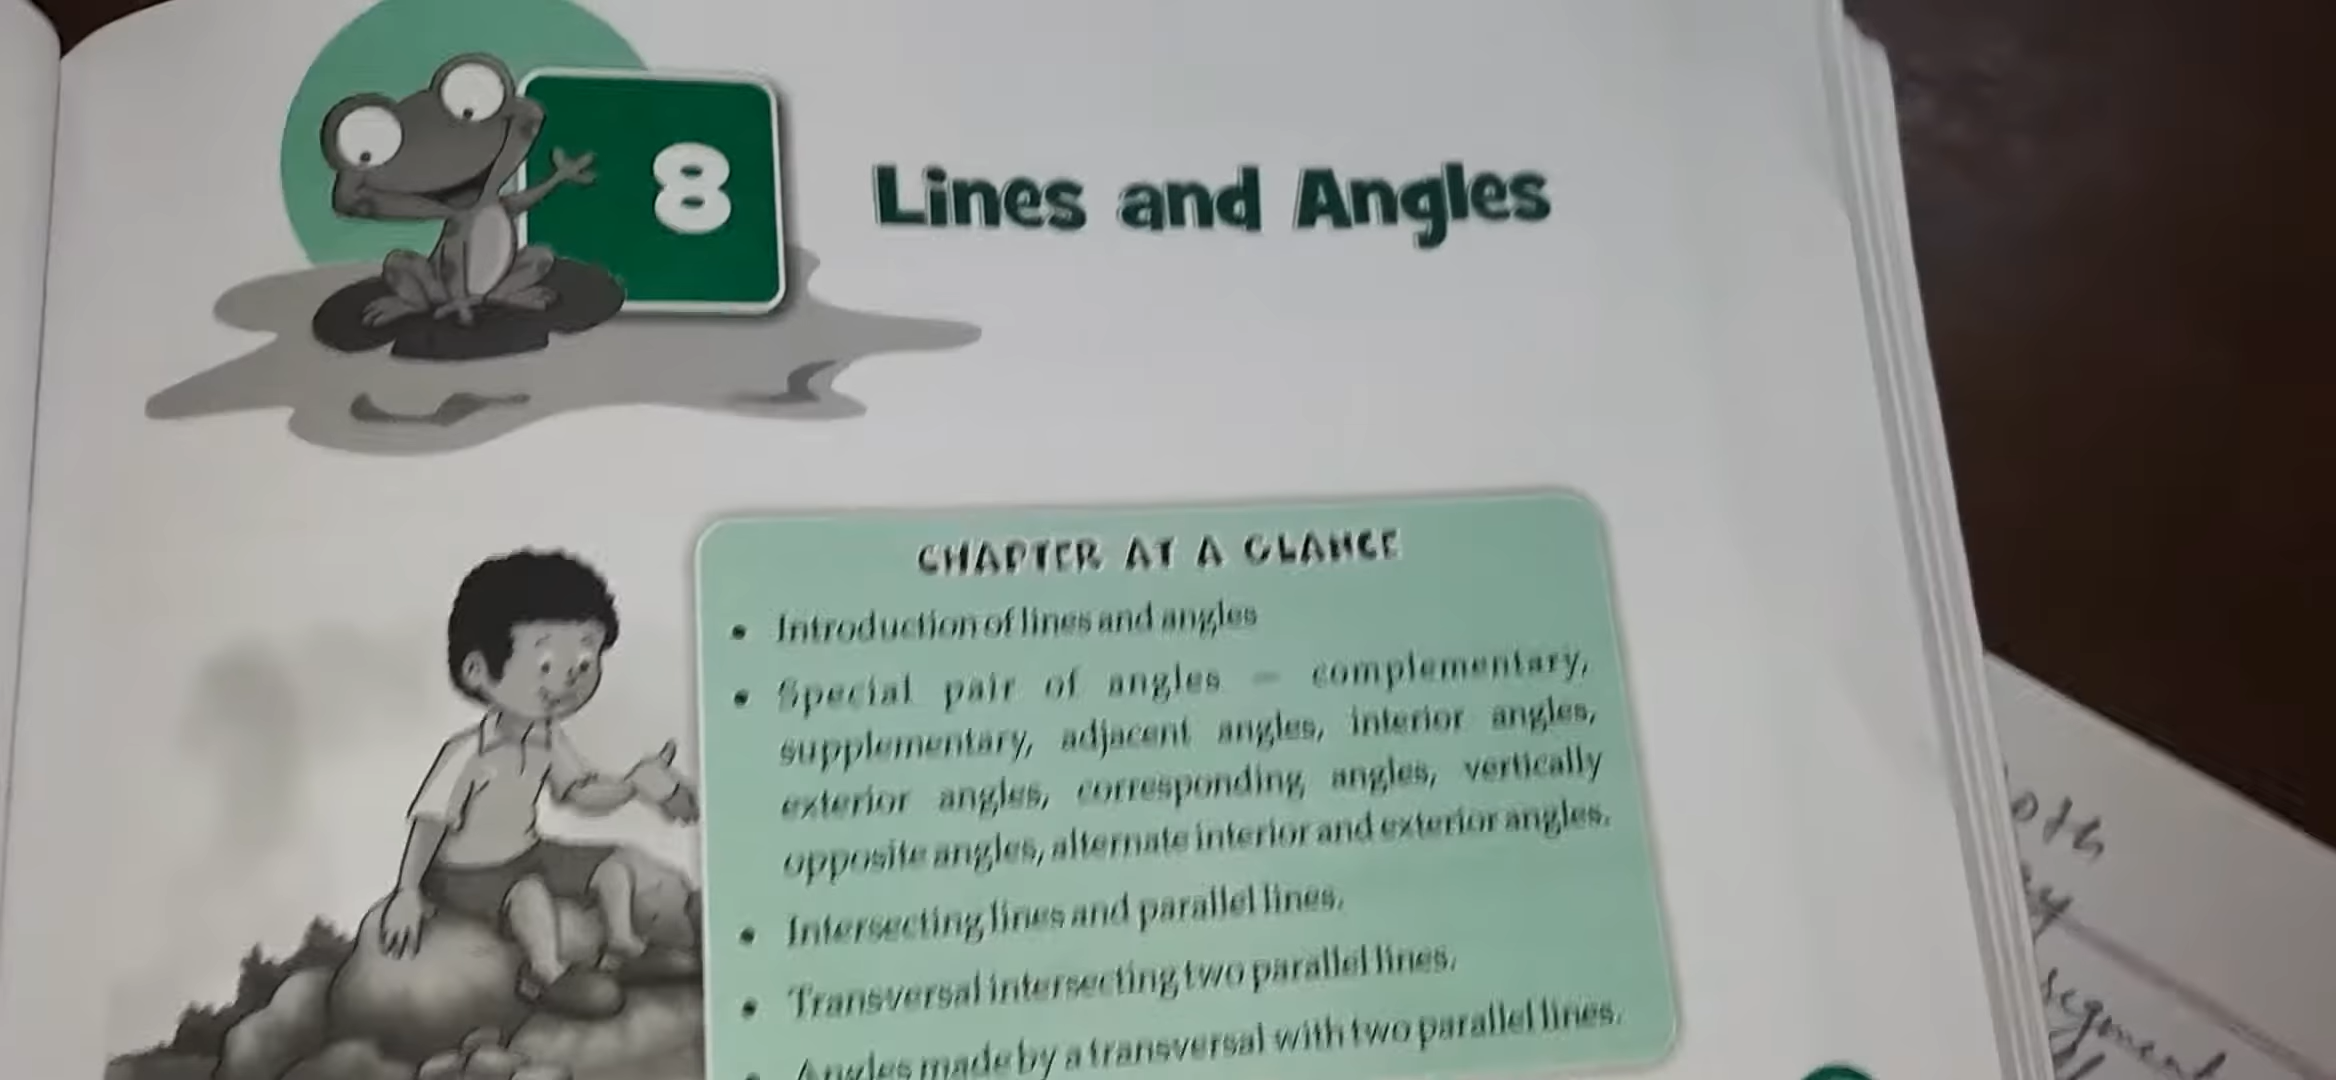 8
Lines and Angles
CHAPTER AT A GLANCE
• Introduction of lines and angles
• Special pair of angles – complementary,
supplementary, adjacent angles, interior angles,
exterior angles, corresponding angles, vertically
opposite angles, alternate interior and exterior angles.
• Intersecting lines and parallel lines.
• Transversal intersecting two parallel lines.
• Angles made by a transversal with two parallel lines.
segment